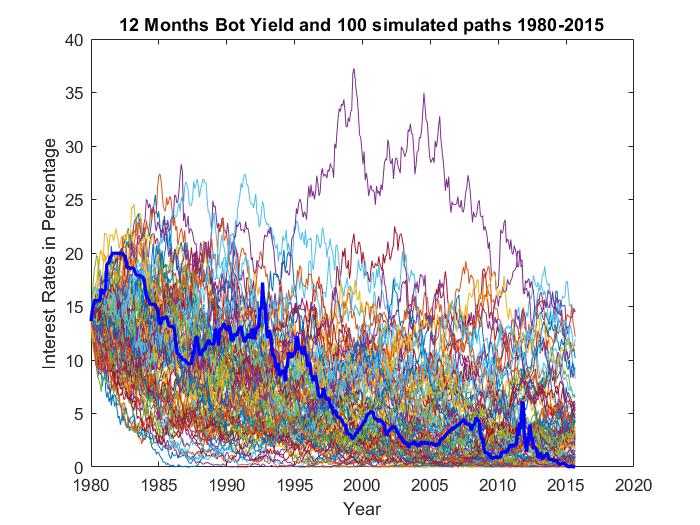 12 Months Bot Yield and 100 simulated paths 1980-2015
40
35
30
25
20
15
10
5
0
Interest Rates in Percentage
1980 1985 1990 1995 2000 2005 2010 2015 2020
Year